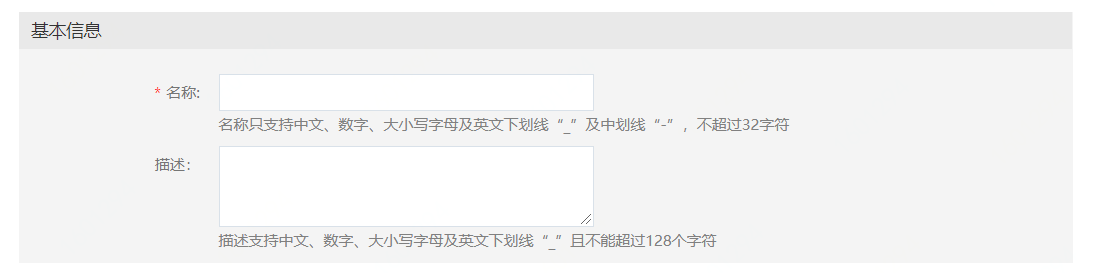 基本信息
* 名称:
名称只支持中文、数字、大小写字母及英文下划线“_”及中划线“-”，不超过32字符
描述:
描述支持中文、数字、大小写字母及英文下划线“_”且不能超过128个字符